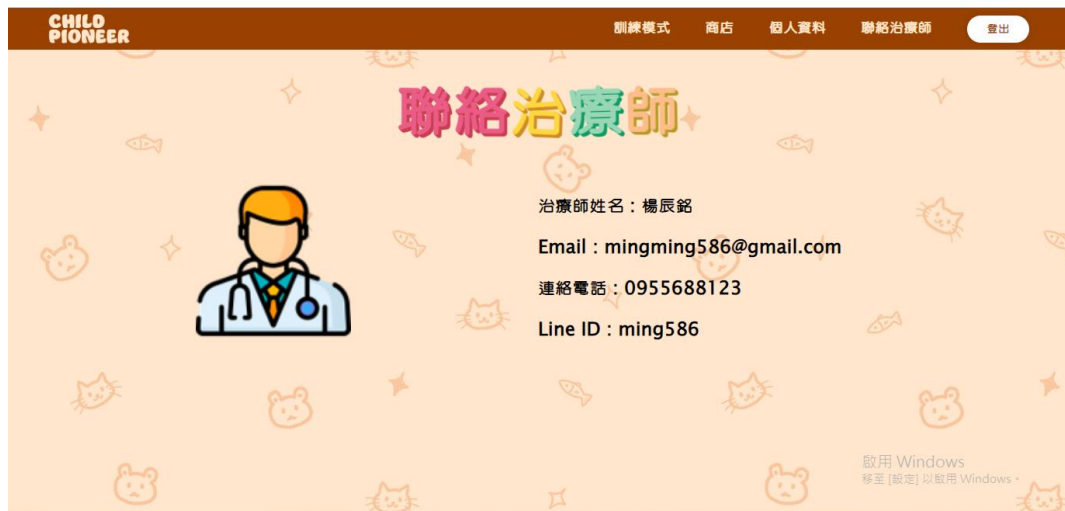 CHILD
PIONEER
訓練模式 商店 個人資料 聯絡治療師 登出
聯絡治療師
治療師姓名：楊辰銘
Email：mingming586@gmail.com
連絡電話：0955688123
Line ID：ming586
啟用 Windows
移至 [設定] 以啟用 Windows。